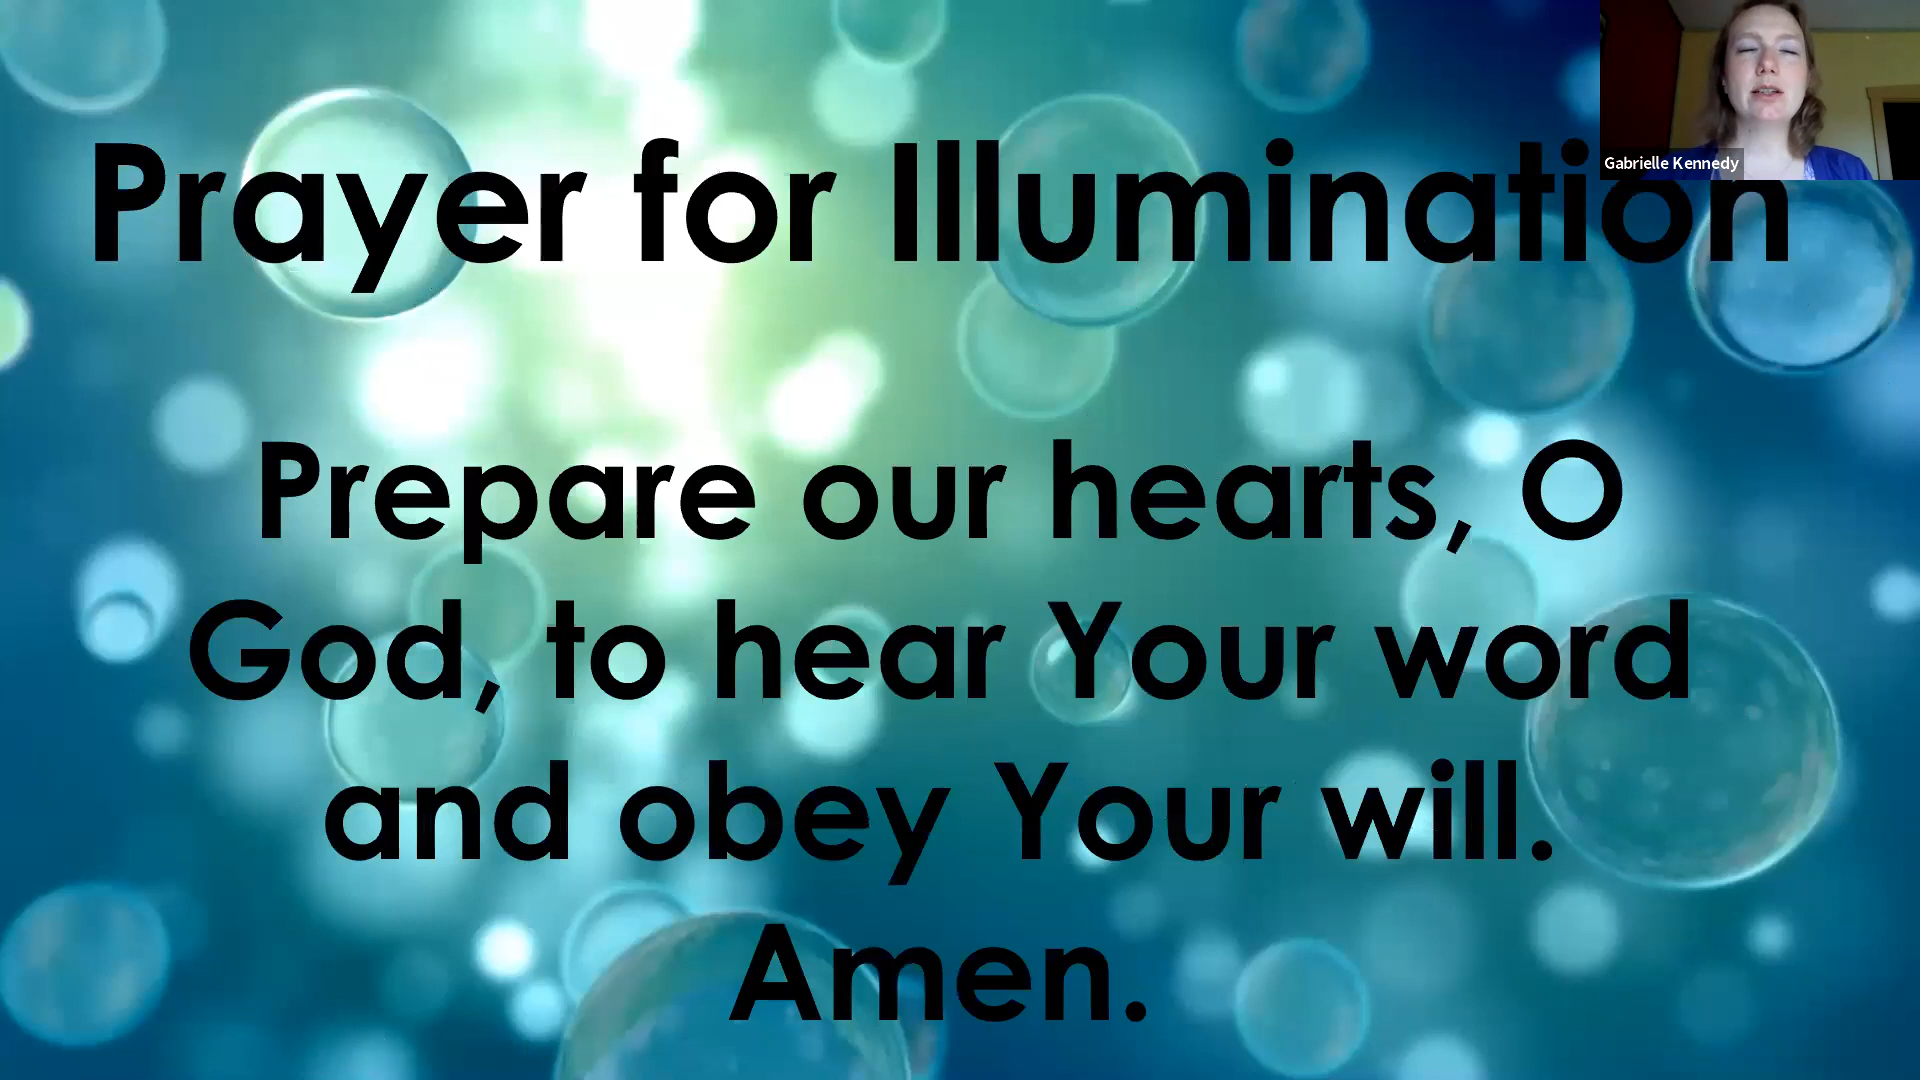 Prayer for Illumination
Gabrielle Kennedy
Prepare our hearts, O
God, to hear Your word
and obey Your will.
Amen.